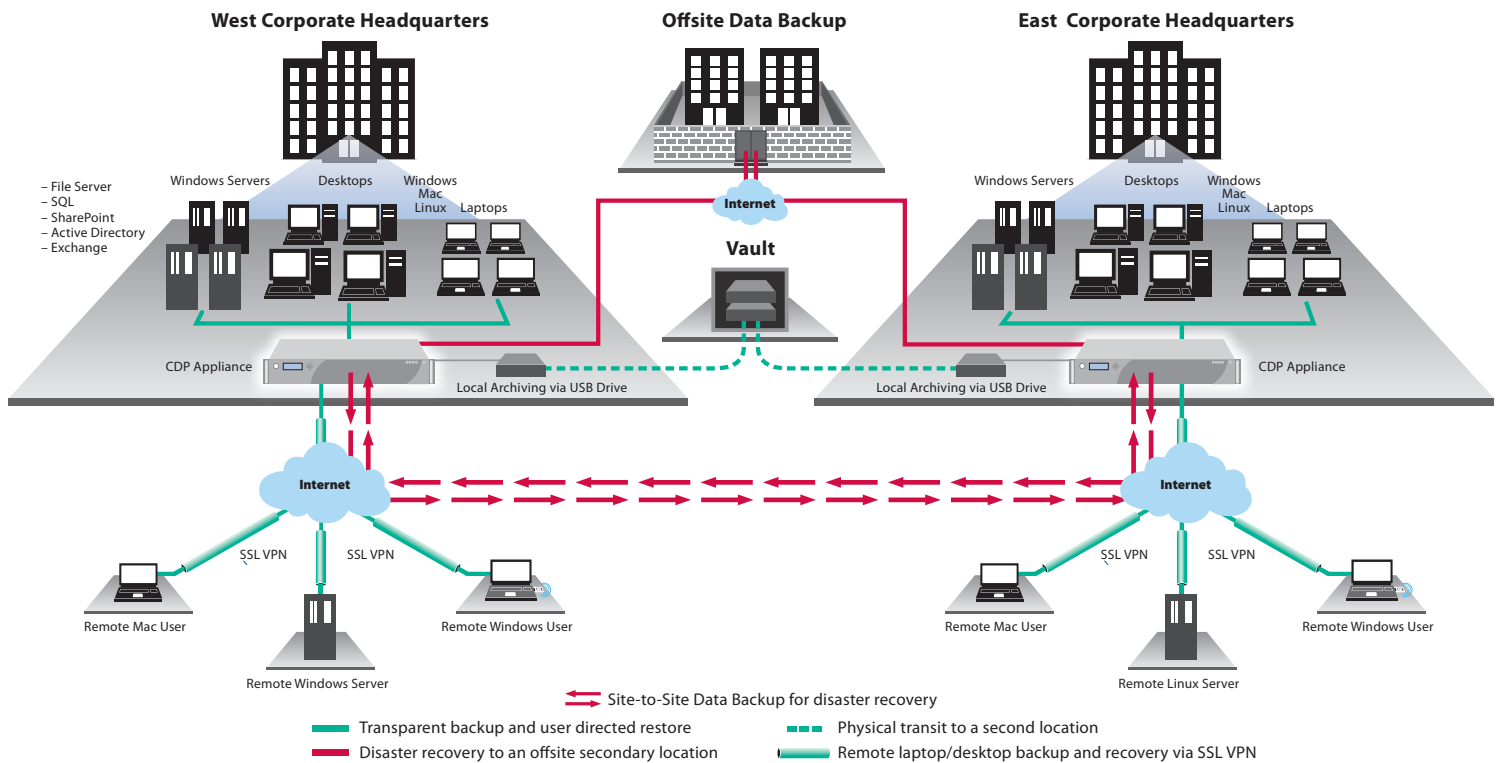 West Corporate Headquarters
Offsite Data Backup
East Corporate Headquarters
– File Server
– SQL
– SharePoint
– Active Directory
– Exchange
Windows Servers
Desktops
Windows
Mac
Linux
Laptops
Internet
Vault
Windows Servers
Desktops
Windows
Mac
Linux
Laptops
CDP Appliance
Local Archiving via USB Drive
Local Archiving via USB Drive
CDP Appliance
Internet
Internet
SSL VPN
SSL VPN
SSL VPN
SSL VPN
Remote Mac User
Remote Windows User
Remote Mac User
Remote Windows User
Remote Windows Server
Remote Linux Server
Site-to-Site Data Backup for disaster recovery
Transparent backup and user directed restore
Physical transit to a second location
Disaster recovery to an offsite secondary location
Remote laptop/desktop backup and recovery via SSL VPN